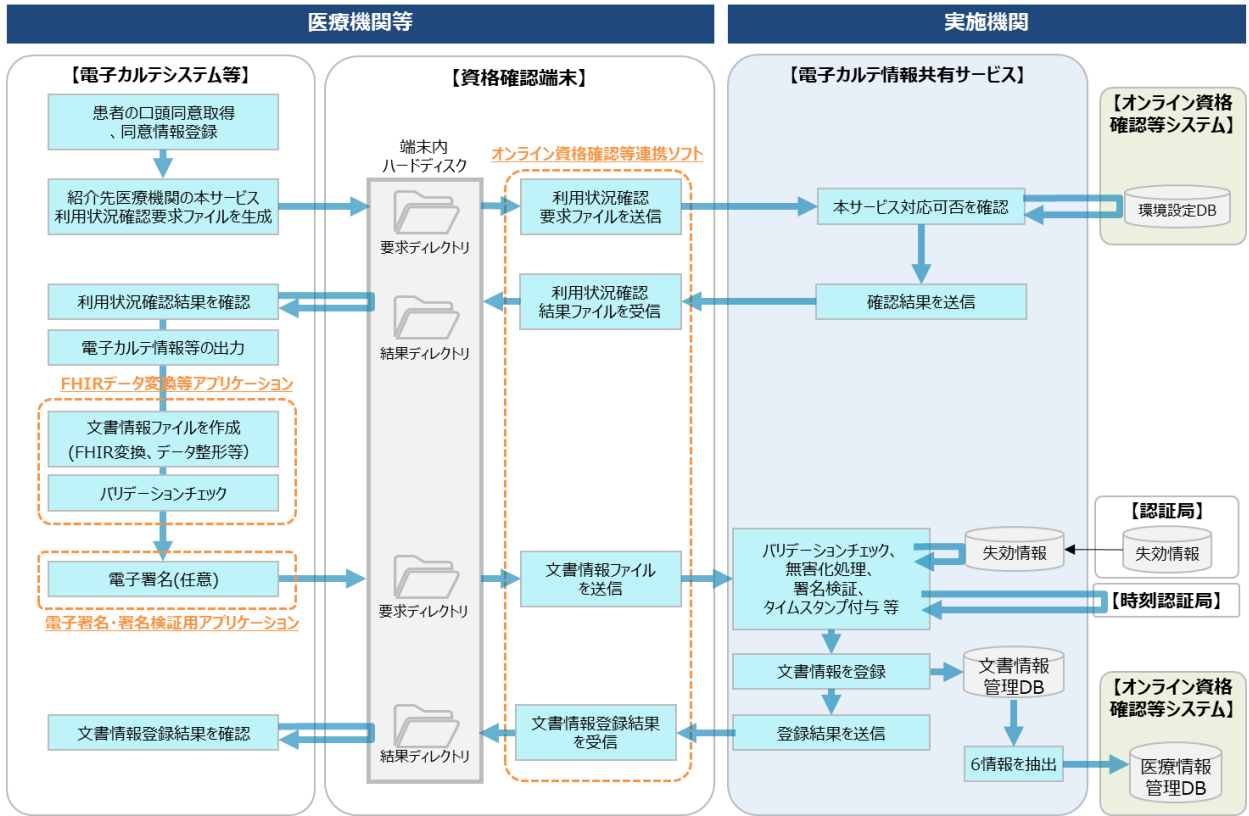 医療機関等
実施機関
【電子カルテシステム等】
【資格確認端末】
【電子カルテ情報共有サービス】
【オンライン資格
確認等システム】
患者の口頭同意取得
、同意情報登録
端末内
ハードディスク
オンライン資格確認等連携ソフト
紹介先医療機関の本サービス
利用状況確認要求ファイルを生成
要求ディレクトリ
利用状況確認
要求ファイルを送信
本サービス対応可否を確認
環境設定DB
利用状況確認結果を確認
結果ディレクトリ
利用状況確認
結果ファイルを受信
確認結果を送信
電子カルテ情報等の出力
FHIRデータ変換等アプリケーション
文書情報ファイルを作成
(FHIR変換、データ整形等)
バリデーションチェック
電子署名(任意)
電子署名・署名検証用アプリケーション
要求ディレクトリ
文書情報ファイル
を送信
バリデーションチェック、
無害化処理、
署名検証、
タイムスタンプ付与 等
失効情報
【認証局】
失効情報
【時刻認証局】
文書情報を登録
文書情報
管理DB
【オンライン資格
確認等システム】
文書情報登録結果を確認
結果ディレクトリ
文書情報登録結果
を受信
登録結果を送信
6情報を抽出
医療情報
管理DB